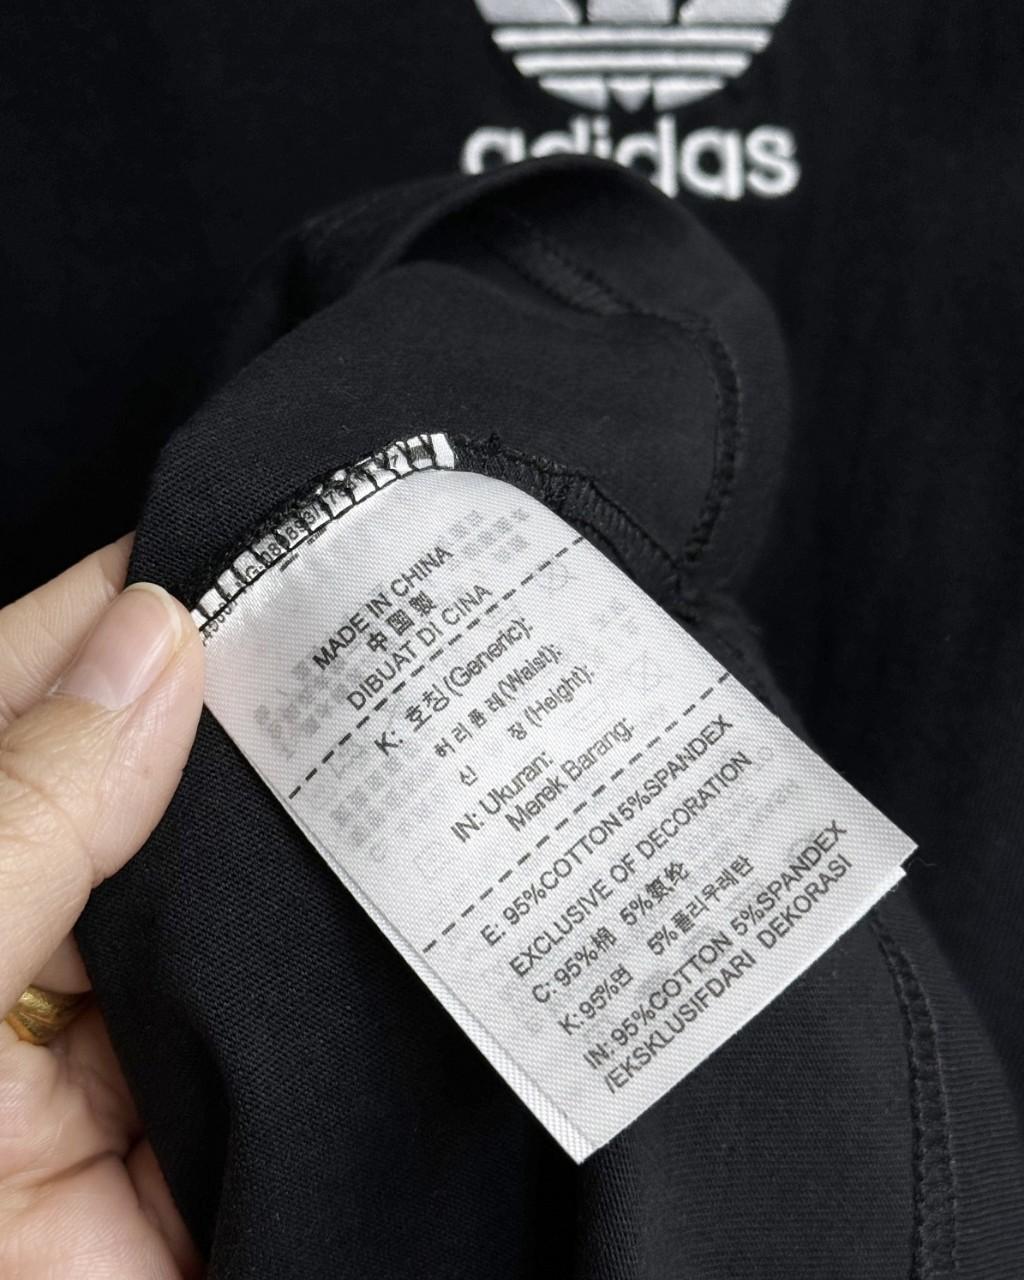 adidas
MADE IN CHINA
中國製
DIBUAT DI CINA
K: 호칭(Generic):
허리둘레(Waist):
신 장(Height):
IN: Ukuran:
Merek Barang:
E: 95%COTTON 5%SPANDEX
EXCLUSIVE OF DECORATION
C: 95%棉 5%氨纶
K: 95%면 5%폴리우레탄
IN: 95%COTTON 5%SPANDEX
/EKSKLUSIFDARI DEKORASI